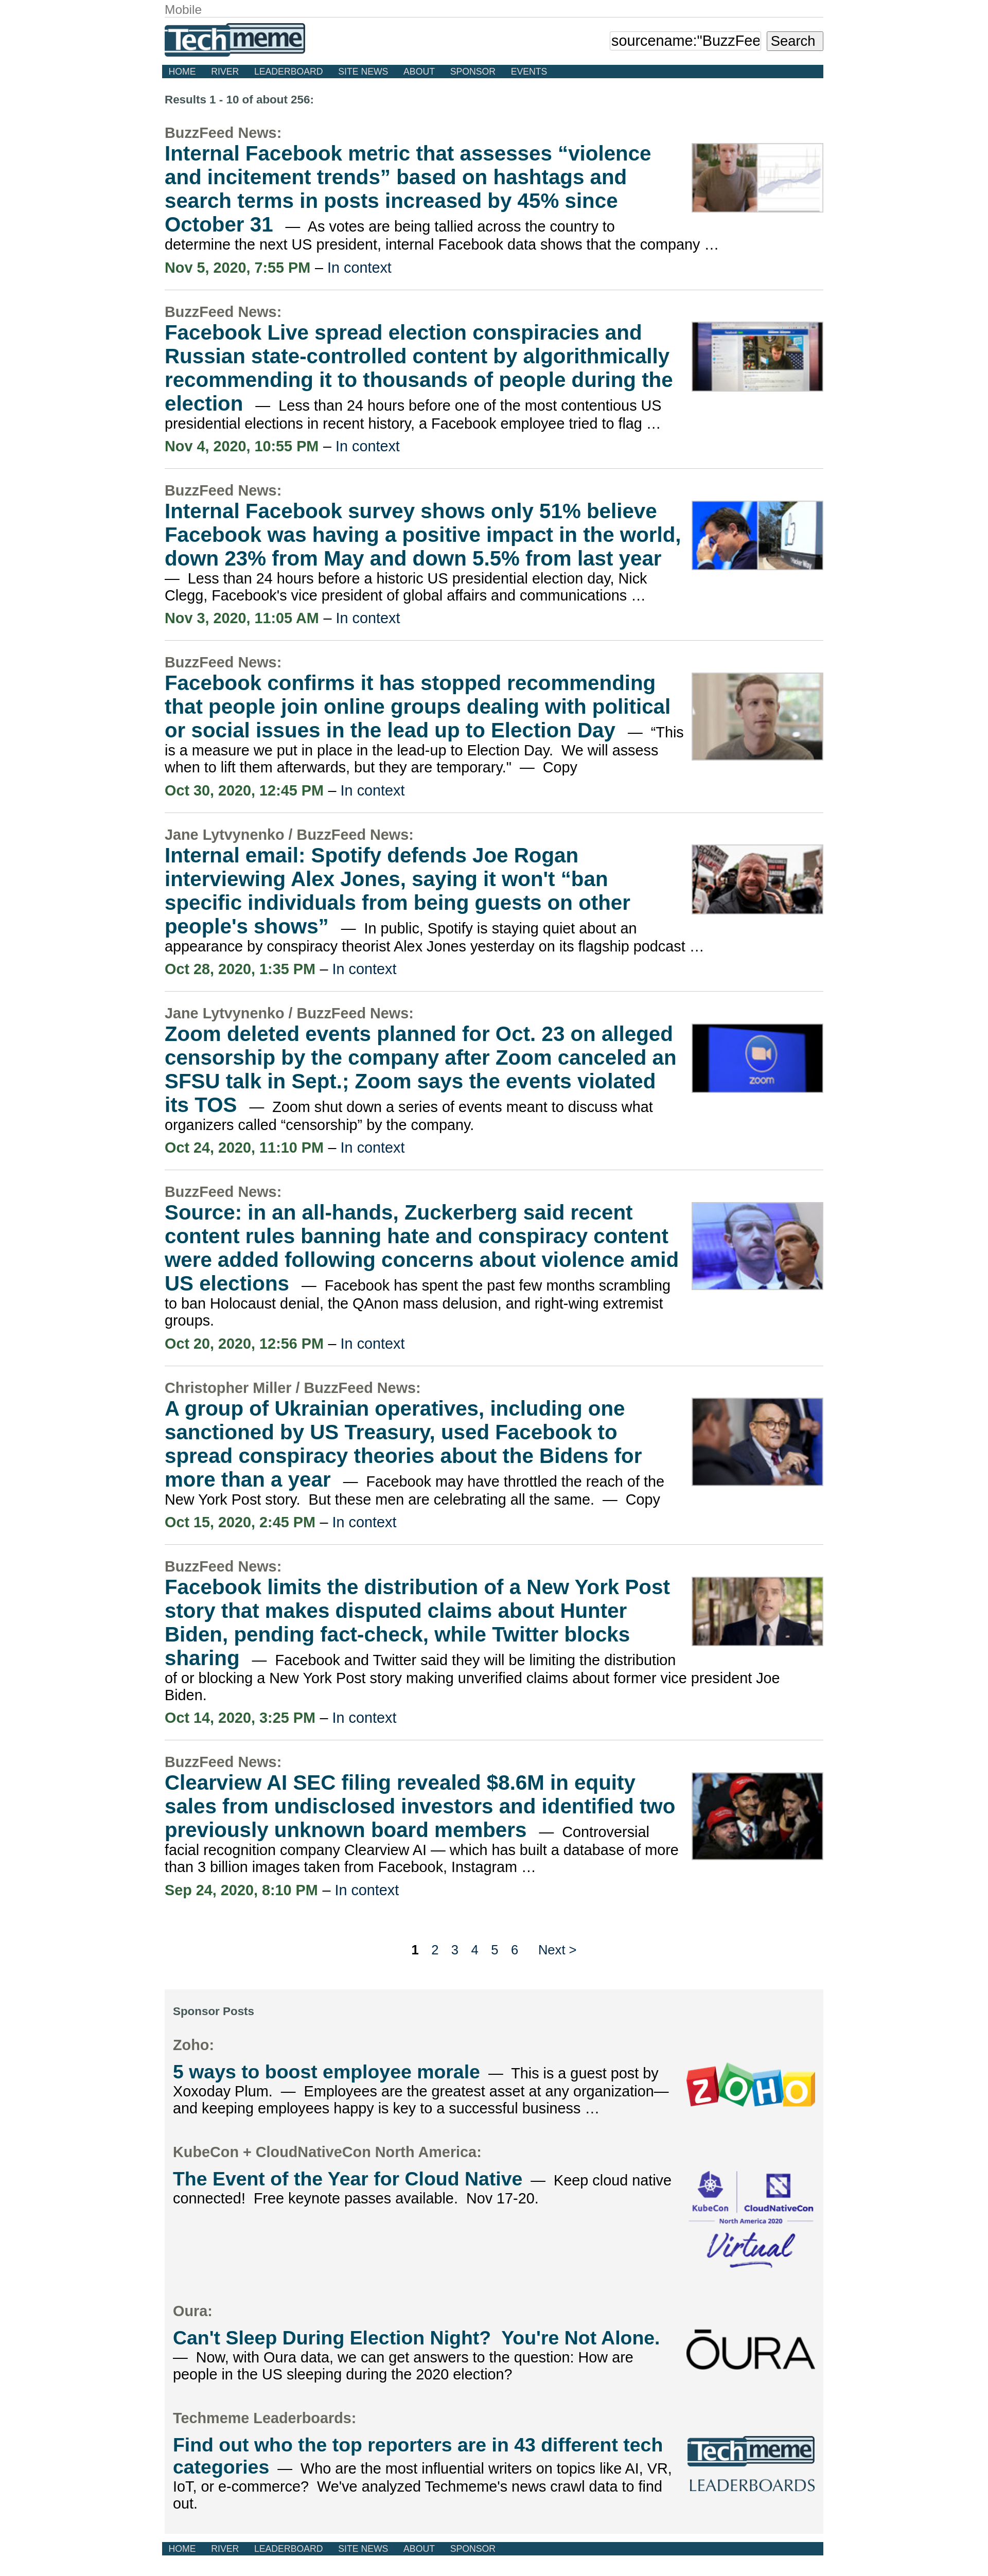 Mobile
Techmeme
sourcename:"BuzzFee
Search
HOME RIVER LEADERBOARD SITE NEWS ABOUT SPONSOR EVENTS
Results 1 - 10 of about 256:
BuzzFeed News:
Internal Facebook metric that assesses “violence
and incitement trends” based on hashtags and
search terms in posts increased by 45% since
October 31 — As votes are being tallied across the country to
determine the next US president, internal Facebook data shows that the company …
Nov 5, 2020, 7:55 PM – In context
BuzzFeed News:
Facebook Live spread election conspiracies and
Russian state-controlled content by algorithmically
recommending it to thousands of people during the
election — Less than 24 hours before one of the most contentious US
presidential elections in recent history, a Facebook employee tried to flag …
Nov 4, 2020, 10:55 PM – In context
BuzzFeed News:
Internal Facebook survey shows only 51% believe
Facebook was having a positive impact in the world,
down 23% from May and down 5.5% from last year
— Less than 24 hours before a historic US presidential election day, Nick
Clegg, Facebook's vice president of global affairs and communications …
Nov 3, 2020, 11:05 AM – In context
BuzzFeed News:
Facebook confirms it has stopped recommending
that people join online groups dealing with political
or social issues in the lead up to Election Day — “This
is a measure we put in place in the lead-up to Election Day. We will assess
when to lift them afterwards, but they are temporary." — Copy
Oct 30, 2020, 12:45 PM – In context
Jane Lytvynenko / BuzzFeed News:
Internal email: Spotify defends Joe Rogan
interviewing Alex Jones, saying it won't “ban
specific individuals from being guests on other
people's shows” — In public, Spotify is staying quiet about an
appearance by conspiracy theorist Alex Jones yesterday on its flagship podcast …
Oct 28, 2020, 1:35 PM – In context
Jane Lytvynenko / BuzzFeed News:
Zoom deleted events planned for Oct. 23 on alleged
censorship by the company after Zoom canceled an
SFSU talk in Sept.; Zoom says the events violated
its TOS — Zoom shut down a series of events meant to discuss what
organizers called “censorship” by the company.
zoom
Oct 24, 2020, 11:10 PM – In context
BuzzFeed News:
Source: in an all-hands, Zuckerberg said recent
content rules banning hate and conspiracy content
were added following concerns about violence amid
US elections — Facebook has spent the past few months scrambling
to ban Holocaust denial, the QAnon mass delusion, and right-wing extremist
groups.
Oct 20, 2020, 12:56 PM – In context
Christopher Miller / BuzzFeed News:
A group of Ukrainian operatives, including one
sanctioned by US Treasury, used Facebook to
spread conspiracy theories about the Bidens for
more than a year — Facebook may have throttled the reach of the
New York Post story. But these men are celebrating all the same. — Copy
Oct 15, 2020, 2:45 PM – In context
BuzzFeed News:
Facebook limits the distribution of a New York Post
story that makes disputed claims about Hunter
Biden, pending fact-check, while Twitter blocks
sharing — Facebook and Twitter said they will be limiting the distribution
of or blocking a New York Post story making unverified claims about former vice president Joe
Biden.
Oct 14, 2020, 3:25 PM – In context
BuzzFeed News:
Clearview AI SEC filing revealed $8.6M in equity
sales from undisclosed investors and identified two
previously unknown board members — Controversial
facial recognition company Clearview AI — which has built a database of more
than 3 billion images taken from Facebook, Instagram …
Sep 24, 2020, 8:10 PM – In context
1 2 3 4 5 6 Next >
Sponsor Posts
Zoho:
5 ways to boost employee morale — This is a guest post by
Xoxoday Plum. — Employees are the greatest asset at any organization—
and keeping employees happy is key to a successful business …
ZOHO
KubeCon + CloudNativeCon North America:
The Event of the Year for Cloud Native — Keep cloud native
connected! Free keynote passes available. Nov 17-20.
KubeCon CloudNativeCon
North America 2020
Virtual
Oura:
Can't Sleep During Election Night? You're Not Alone.
— Now, with Oura data, we can get answers to the question: How are
people in the US sleeping during the 2020 election?
ŌURA
Techmeme Leaderboards:
Find out who the top reporters are in 43 different tech
categories — Who are the most influential writers on topics like AI, VR,
IoT, or e-commerce? We've analyzed Techmeme's news crawl data to find
out.
Techmeme
LEADERBOARDS
HOME RIVER LEADERBOARD SITE NEWS ABOUT SPONSOR